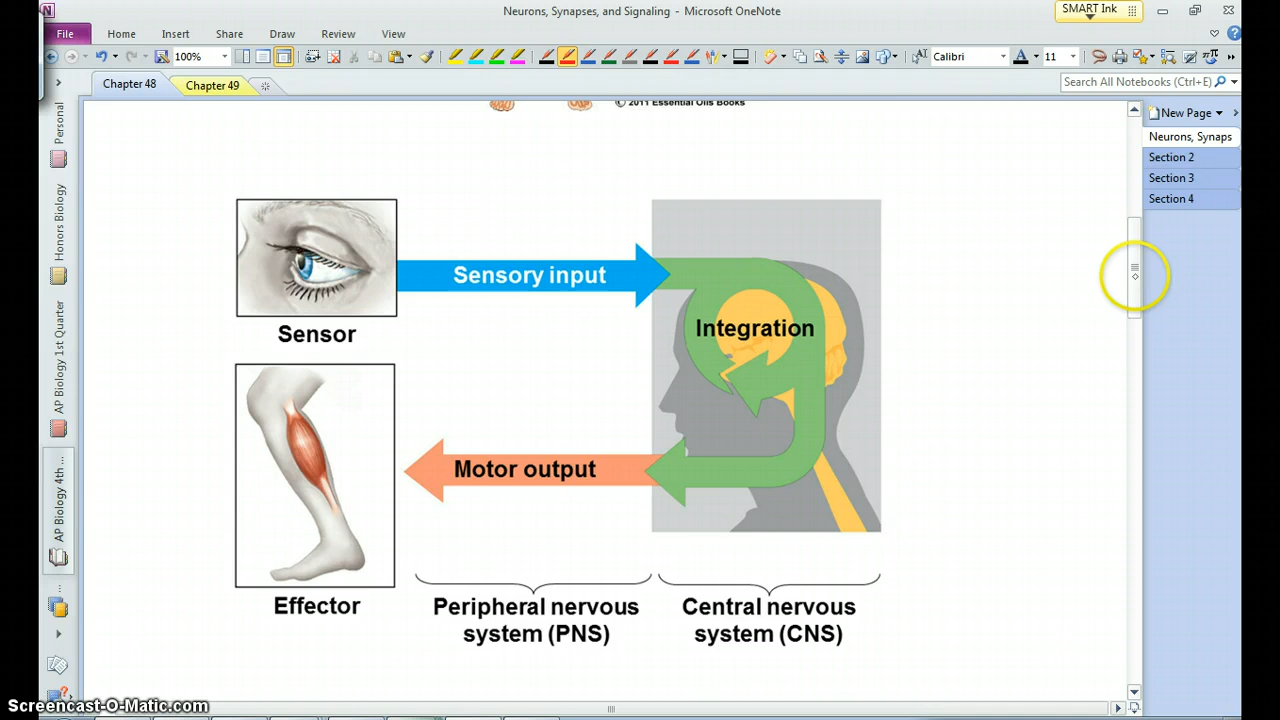 Neurons, Synapses, and Signaling - Microsoft OneNote
SMART Ink
File Home Insert Share Draw Review View
100%
Calibri
11
Chapter 48
Chapter 49
Search All Notebooks (Ctrl+E)
New Page
Neurons, Synaps
Section 2
Section 3
Section 4
Personal
Honors Biology
AP Biology 1st Quarter
AP Biology 4th ...
© 2011 Essential Oils Books
Sensory input
Sensor
Integration
Motor output
Effector
Peripheral nervous
system (PNS)
Central nervous
system (CNS)
Screencast-O-Matic.com